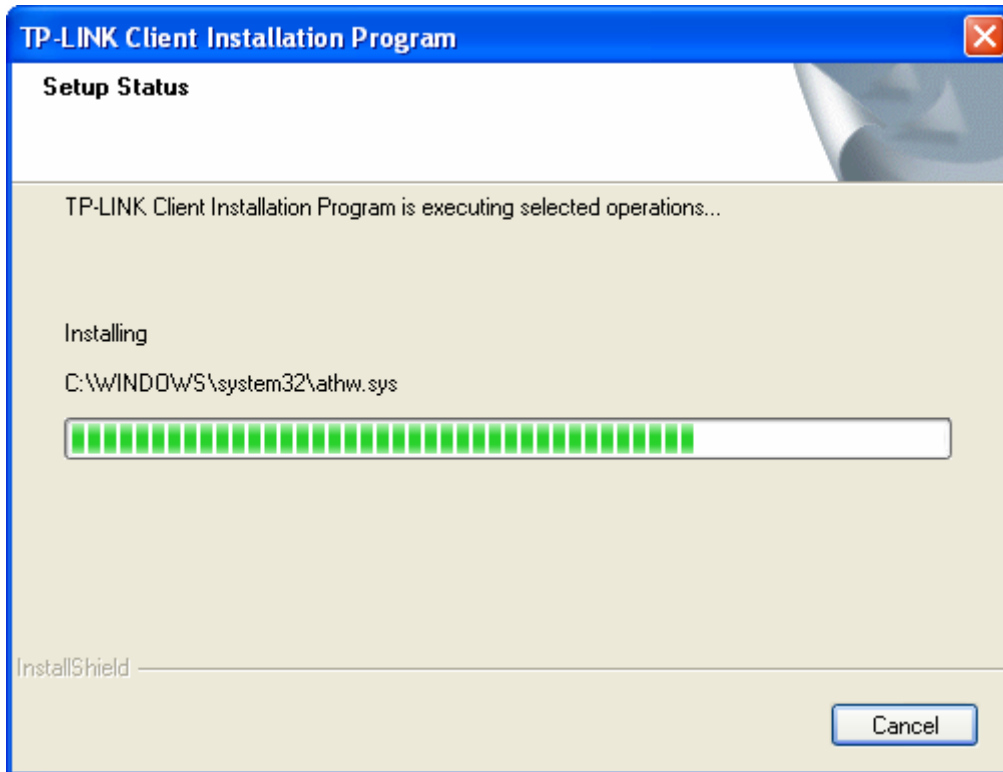 TP-LINK Client Installation Program
Setup Status
TP-LINK Client Installation Program is executing selected operations...
Installing
C:\WINDOWS\system32\athw.sys
InstallShield
Cancel